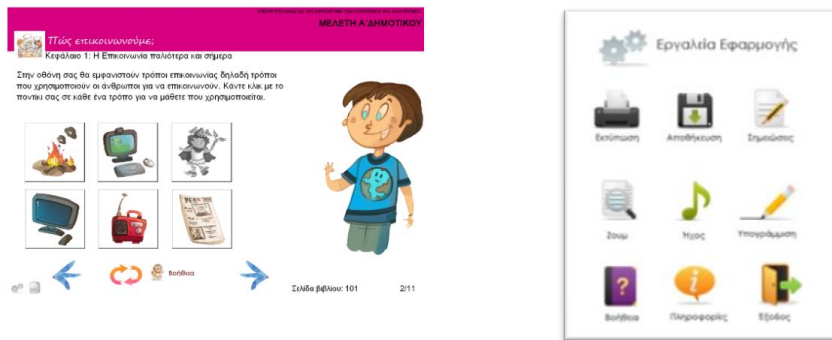 ΜΕΛΕΤΗ Α΄ΔΗΜΟΤΙΚΟΥ
Πώς επικοινωνούμε;
Κεφάλαιο 1: Η Επικοινωνία παλιότερα και σήμερα
Στην οθόνη σας θα εμφανιστούν τρόποι επικοινωνίας δηλαδή τρόποι
που χρησιμοποιούν οι άνθρωποι για να επικοινωνούν. Κάντε κλικ με το
ποντίκι σας σε κάθε ένα τρόπο για να μάθετε που χρησιμοποιείται.
Βοήθεια
Σελίδα βιβλίου: 101
2/11
Εργαλεία Εφαρμογής
Εκτύπωση
Αποθήκευση
Σημειώσεις
Ζουμ
Ήχος
Υπογράμμιση
Βοήθεια
Πληροφορίες
Έξοδος